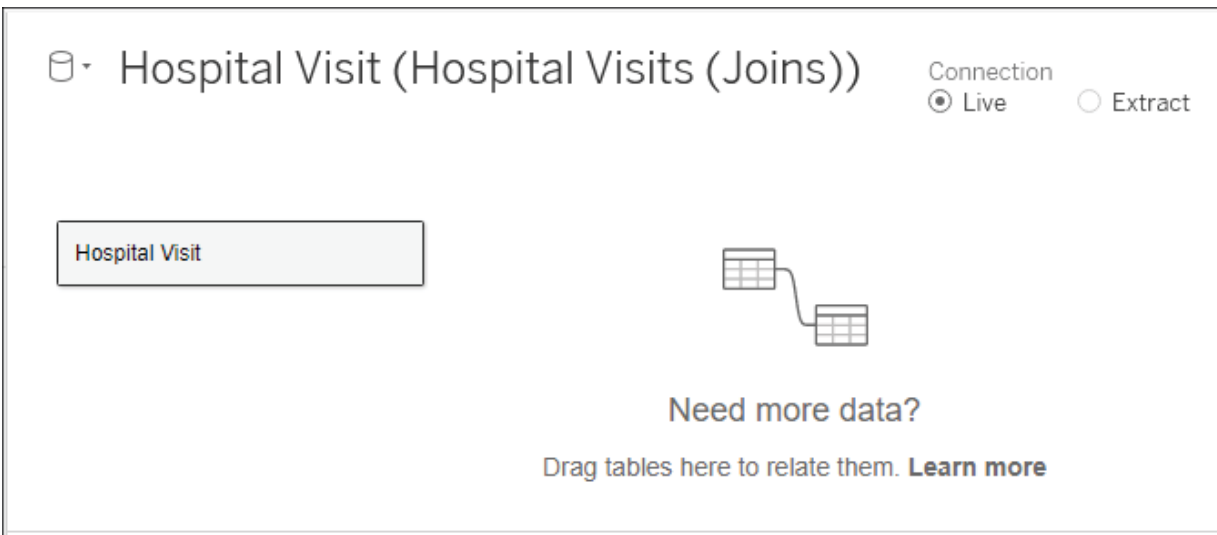 Hospital Visit (Hospital Visits (Joins))
Connection
Live
Extract
Hospital Visit
Need more data?
Drag tables here to relate them. Learn more